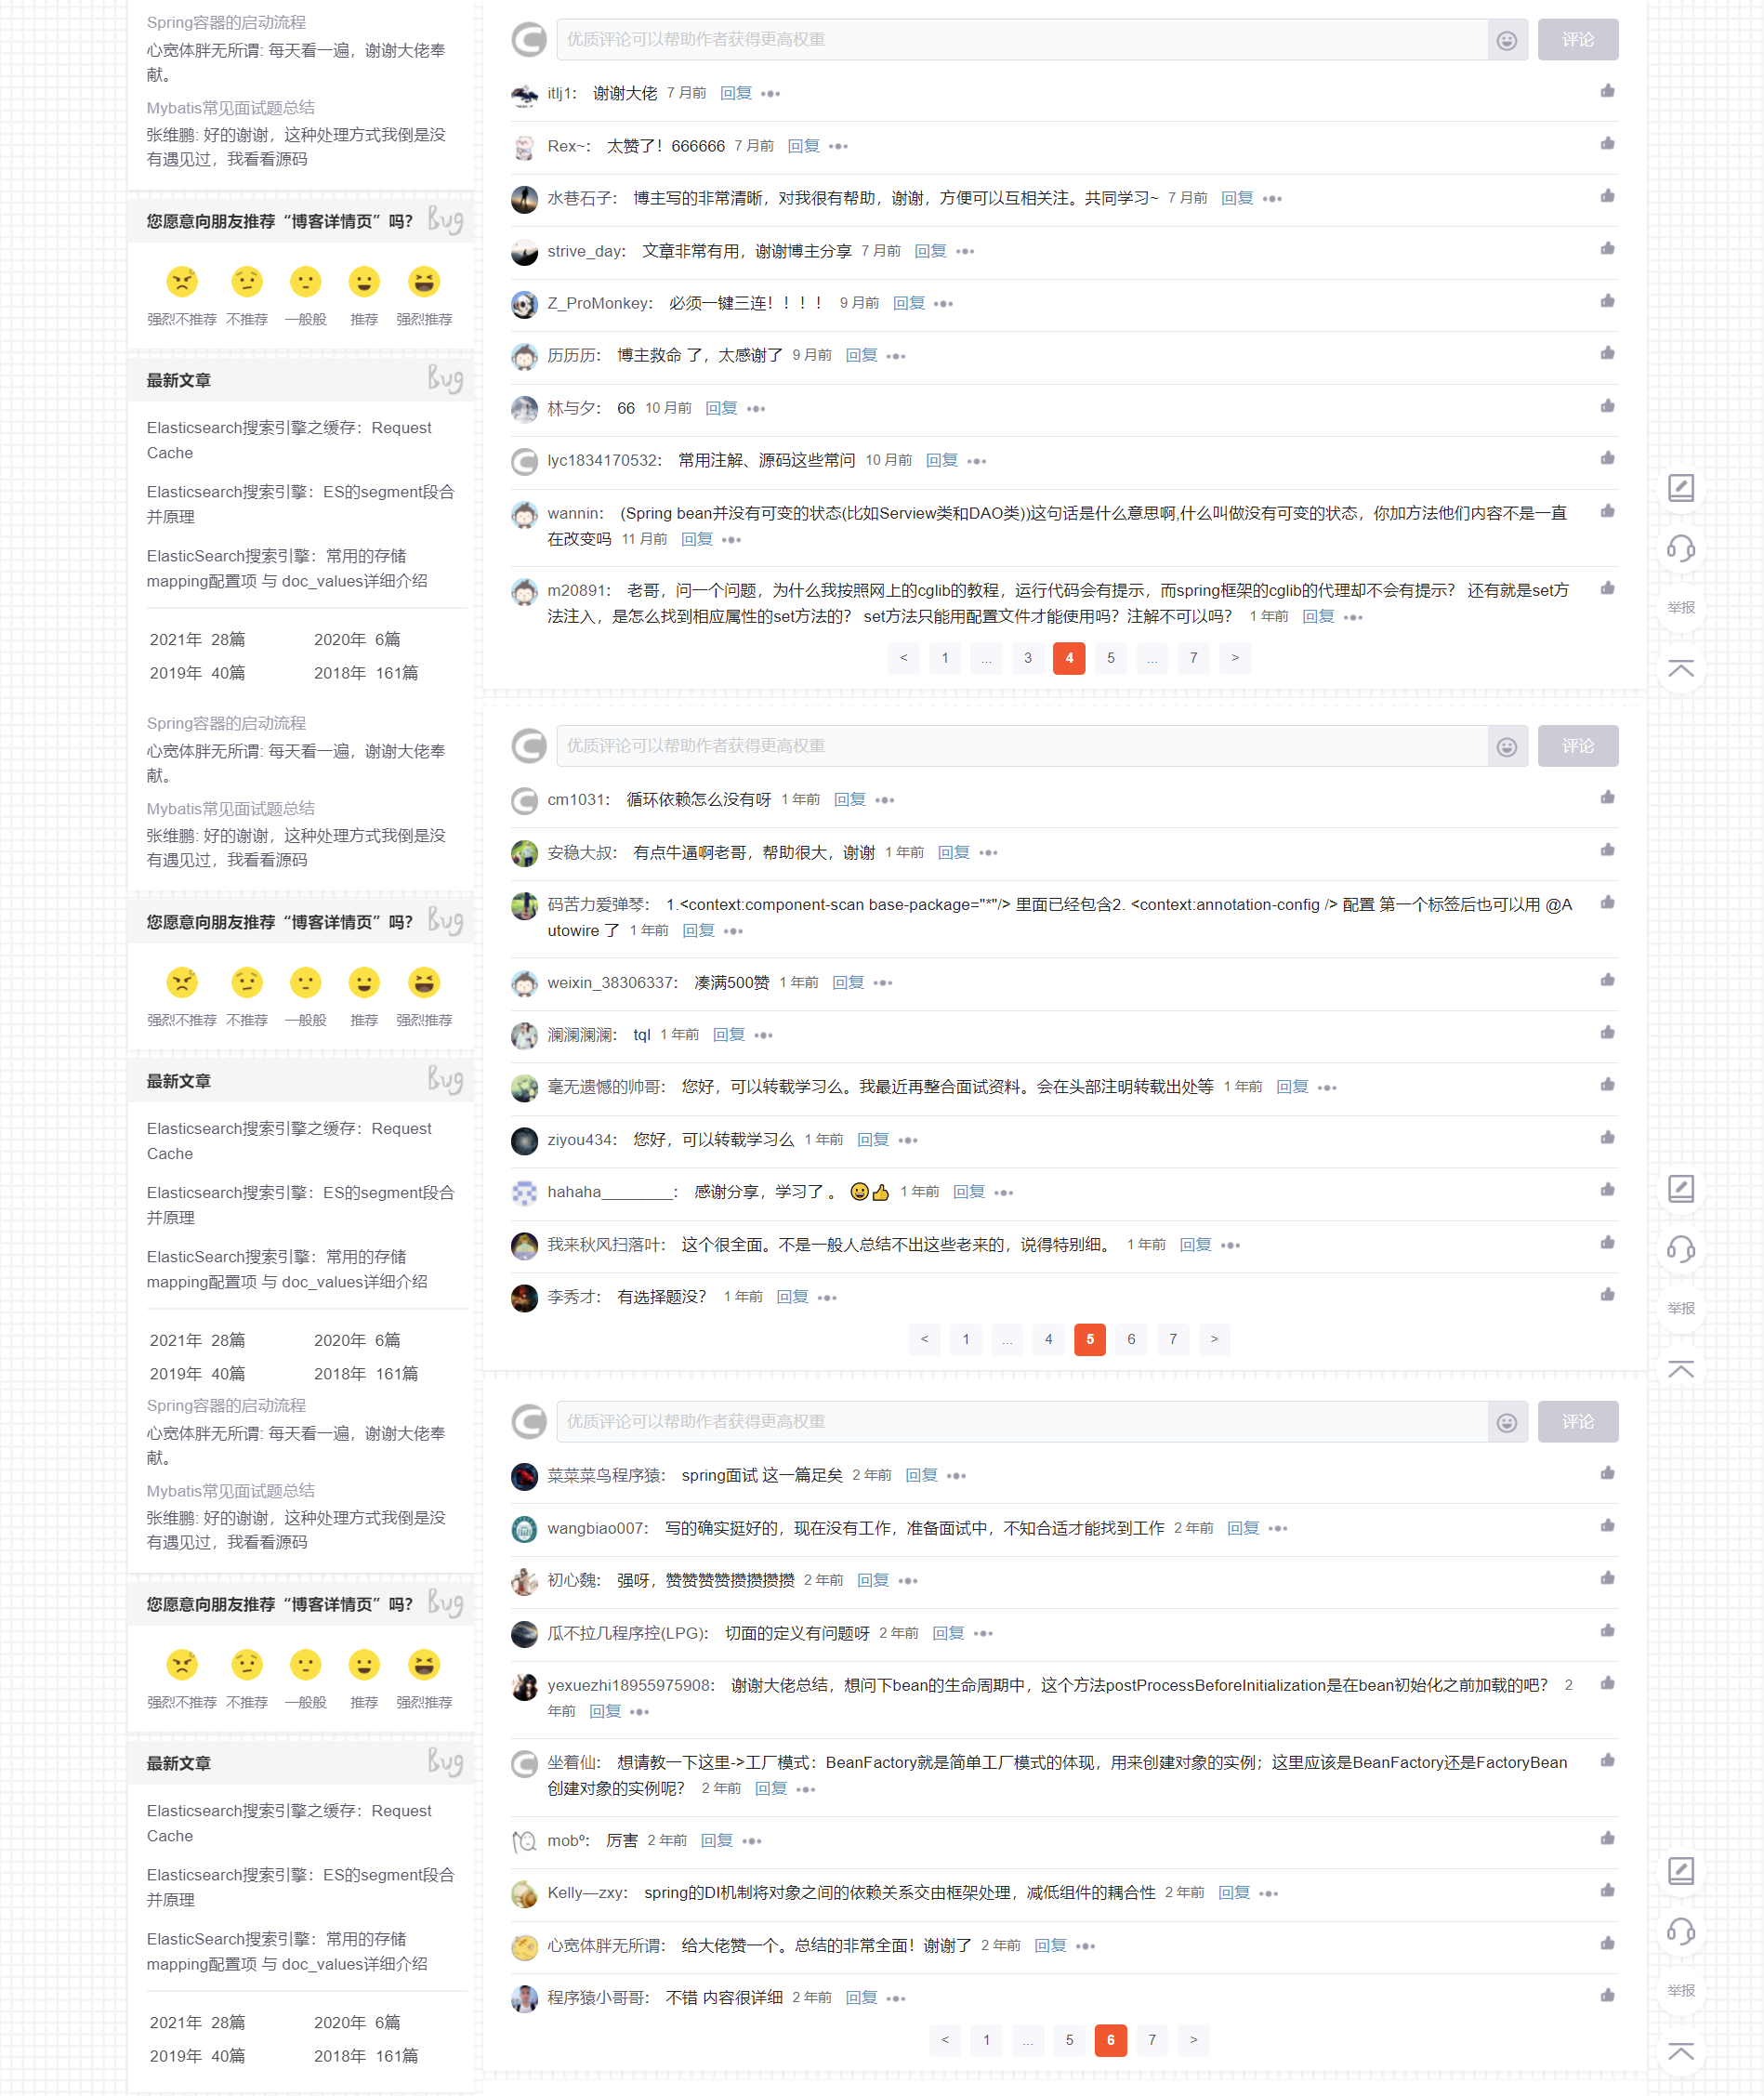 Spring容器的启动流程
心宽体胖无所谓: 每天看一遍，谢谢大佬奉
献。
Mybatis常见面试题总结
张维鹏: 好的谢谢，这种处理方式我倒是没
有遇见过，我看看源码
您愿意向朋友推荐“博客详情页”吗？
Bug
强烈不推荐 不推荐 一般般 推荐 强烈推荐
最新文章
Bug
Elasticsearch搜索引擎之缓存：Request
Cache
Elasticsearch搜索引擎：ES的segment段合
并原理
ElasticSearch搜索引擎：常用的存储
mapping配置项 与 doc_values详细介绍
2021年 28篇 2020年 6篇
2019年 40篇 2018年 161篇
优质评论可以帮助作者获得更高权重 评论
itlj1： 谢谢大佬 7 月前 回复
Rex~： 太赞了！666666 7 月前 回复
水巷石子： 博主写的非常清晰，对我很有帮助，谢谢，方便可以互相关注。共同学习~ 7 月前 回复
strive_day： 文章非常有用，谢谢博主分享 7 月前 回复
Z_ProMonkey： 必须一键三连！！！！ 9 月前 回复
历历历： 博主救命 了，太感谢了 9 月前 回复
林与夕： 66 10 月前 回复
lyc1834170532： 常用注解、源码这些常问 10 月前 回复
wannin： (Spring bean并没有可变的状态(比如Serview类和DAO类))这句话是什么意思啊,什么叫做没有可变的状态，你加方法他们内容不是一直
在改变吗 11 月前 回复
m20891： 老哥，问一个问题，为什么我按照网上的cglib的教程，运行代码会有提示，而spring框架的cglib的代理却不会有提示？ 还有就是set方
法注入，是怎么找到相应属性的set方法的？ set方法只能用配置文件才能使用吗？注解不可以吗？ 1 年前 回复
< 1 ... 3 4 5 ... 7 >
举报
Spring容器的启动流程
心宽体胖无所谓: 每天看一遍，谢谢大佬奉
献。
Mybatis常见面试题总结
张维鹏: 好的谢谢，这种处理方式我倒是没
有遇见过，我看看源码
您愿意向朋友推荐“博客详情页”吗？
Bug
强烈不推荐 不推荐 一般般 推荐 强烈推荐
最新文章
Bug
Elasticsearch搜索引擎之缓存：Request
Cache
Elasticsearch搜索引擎：ES的segment段合
并原理
ElasticSearch搜索引擎：常用的存储
mapping配置项 与 doc_values详细介绍
2021年 28篇 2020年 6篇
2019年 40篇 2018年 161篇
优质评论可以帮助作者获得更高权重 评论
cm1031： 循环依赖怎么没有呀 1 年前 回复
安稳大叔： 有点牛逼啊老哥，帮助很大，谢谢 1 年前 回复
码苦力爱弹琴： 1.<context:component-scan base-package="*"/> 里面已经包含2. <context:annotation-config /> 配置 第一个标签后也可以用 @A
utowire 了 1 年前 回复
weixin_38306337： 凑满500赞 1 年前 回复
澜澜澜澜： tql 1 年前 回复
毫无遗憾的帅哥： 您好，可以转载学习么。我最近再整合面试资料。会在头部注明转载出处等 1 年前 回复
ziyou434： 您好，可以转载学习么 1 年前 回复
hahaha________： 感谢分享，学习了 。 😀👍 1 年前 回复
我来秋风扫落叶： 这个很全面。不是一般人总结不出这些老来的，说得特别细。 1 年前 回复
李秀才： 有选择题没？ 1 年前 回复
< 1 ... 4 5 6 7 >
举报
Spring容器的启动流程
心宽体胖无所谓: 每天看一遍，谢谢大佬奉
献。
Mybatis常见面试题总结
张维鹏: 好的谢谢，这种处理方式我倒是没
有遇见过，我看看源码
您愿意向朋友推荐“博客详情页”吗？
Bug
强烈不推荐 不推荐 一般般 推荐 强烈推荐
最新文章
Bug
Elasticsearch搜索引擎之缓存：Request
Cache
Elasticsearch搜索引擎：ES的segment段合
并原理
ElasticSearch搜索引擎：常用的存储
mapping配置项 与 doc_values详细介绍
2021年 28篇 2020年 6篇
2019年 40篇 2018年 161篇
优质评论可以帮助作者获得更高权重 评论
菜菜菜鸟程序猿： spring面试 这一篇足矣 2 年前 回复
wangbiao007： 写的确实挺好的，现在没有工作，准备面试中，不知合适才能找到工作 2 年前 回复
初心魏： 强呀，赞赞赞赞攒攒攒攒 2 年前 回复
瓜不拉几程序控(LPG)： 切面的定义有问题呀 2 年前 回复
yexuezhi18955975908： 谢谢大佬总结，想问下bean的生命周期中，这个方法postProcessBeforeInitialization是在bean初始化之前加载的吧？ 2
年前 回复
坐着仙： 想请教一下这里->工厂模式：BeanFactory就是简单工厂模式的体现，用来创建对象的实例；这里应该是BeanFactory还是FactoryBean
创建对象的实例呢？ 2 年前 回复
mobº： 厉害 2 年前 回复
Kelly—zxy： spring的DI机制将对象之间的依赖关系交由框架处理，减低组件的耦合性 2 年前 回复
心宽体胖无所谓： 给大佬赞一个。总结的非常全面！谢谢了 2 年前 回复
程序猿小哥哥： 不错 内容很详细 2 年前 回复
< 1 ... 5 6 7 >
举报